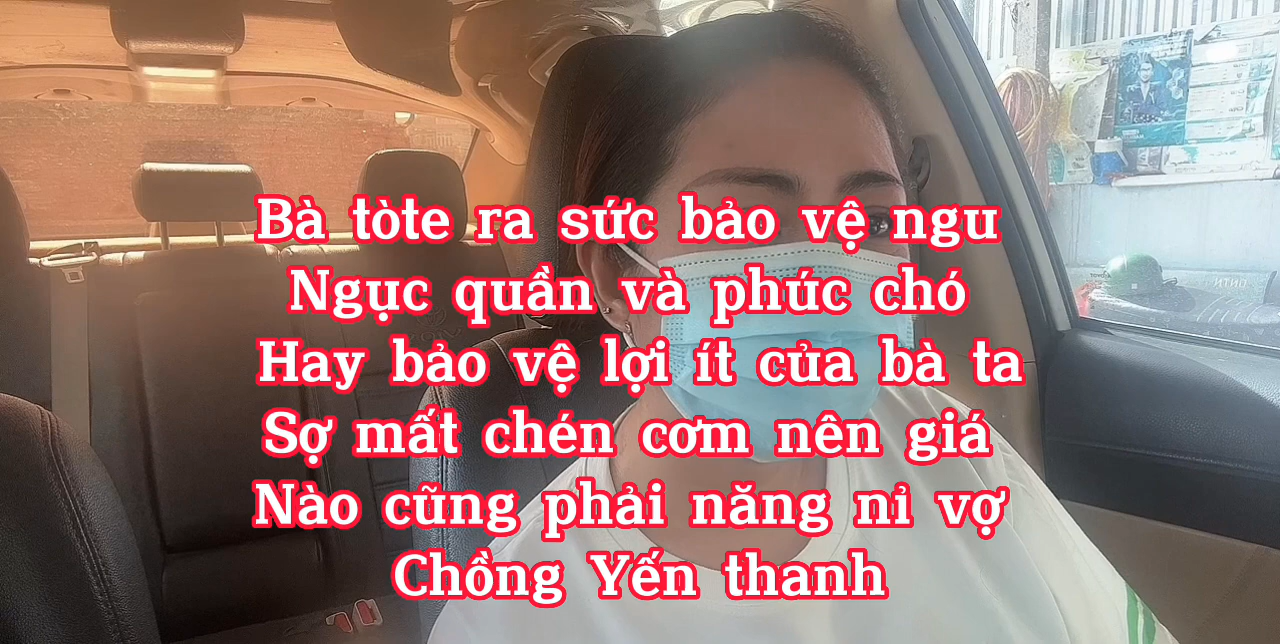 Bà tòte ra sức bảo vệ ngu
Ngục quần và phúc chó
Hay bảo vệ lợi ít của bà ta
Sợ mất chén cơm nên giá
Nào cũng phải năng nỉ vợ
Chồng Yến thanh